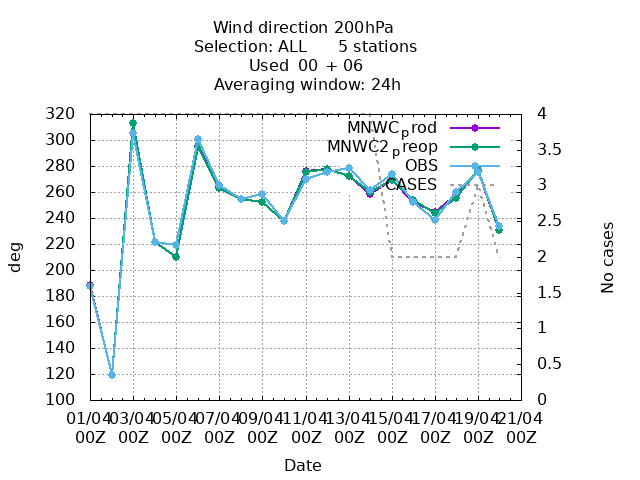 Wind direction 200hPa
Selection: ALL 5 stations
Used 00 + 06
Averaging window: 24h
320
300
280
260
240
220
200
180
160
140
120
100
deg
4
3.5
3
2.5
2
1.5
1
0.5
0
No cases
MNWC_prod
MNWC2_preop
OBS
CASES
01/04 03/04 05/04 07/04 09/04 11/04 13/04 15/04 17/04 19/04 21/04
00Z 00Z 00Z 00Z 00Z 00Z 00Z 00Z 00Z 00Z 00Z
Date